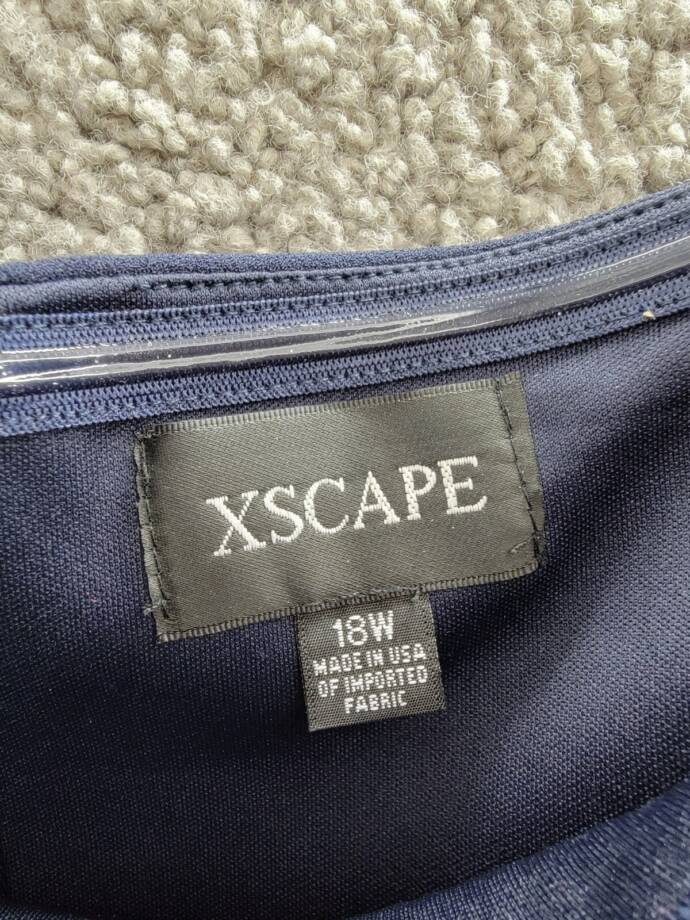 XSCAPE
18W
MADE IN USA
OF IMPORTED
FABRIC